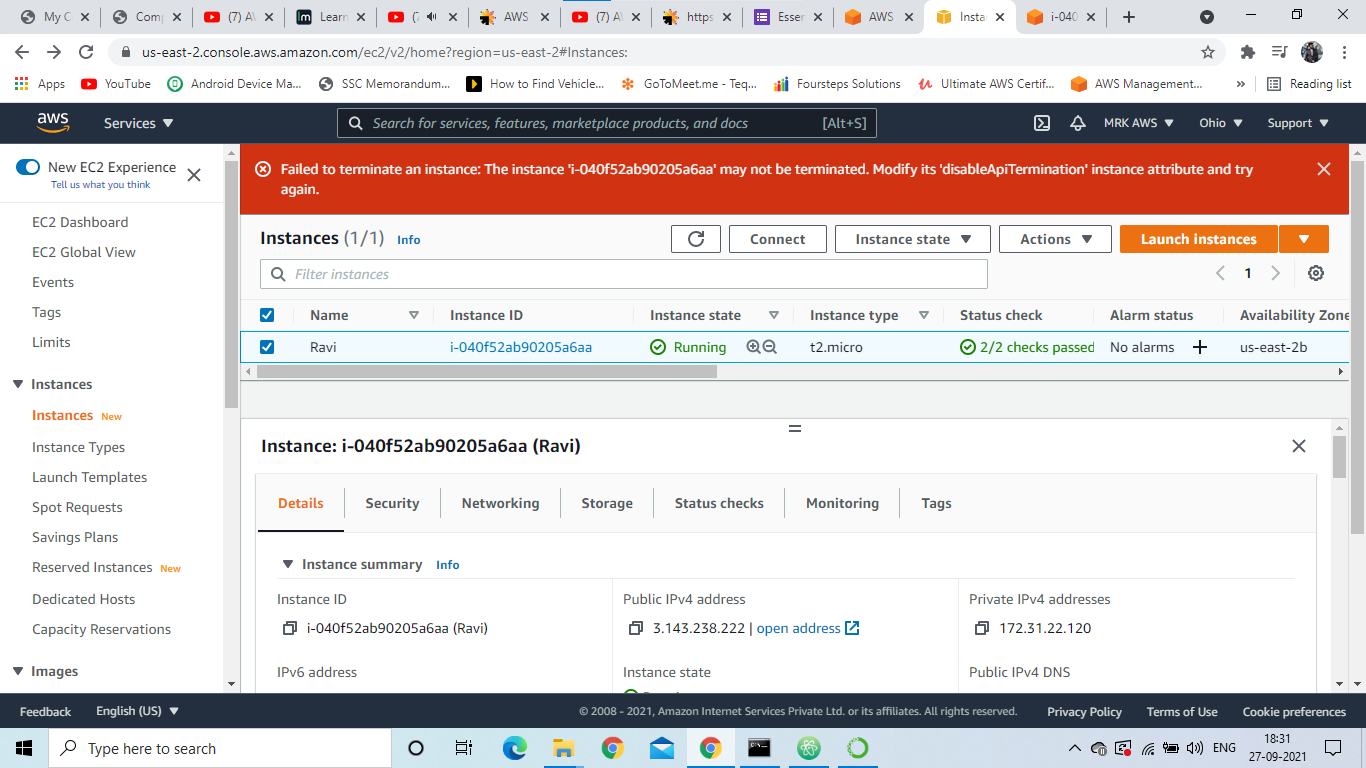 My C
Comp
(7) A
Learn
(7
AWS
(7) A
https
Esser
AWS
Insta
i-040
us-east-2.console.aws.amazon.com/ec2/v2/home?region=us-east-2#Instances:
Apps
YouTube
Android Device Ma...
SSC Memorandum...
How to Find Vehicle...
GoToMeet.me - Teq...
Foursteps Solutions
Ultimate AWS Certif...
AWS Management...
»
Reading list
aws
Services
Search for services, features, marketplace products, and docs
[Alt+S]
MRK AWS
Ohio
Support
New EC2 Experience
Tell us what you think
EC2 Dashboard
EC2 Global View
Events
Tags
Limits
Instances
Instances New
Instance Types
Launch Templates
Spot Requests
Savings Plans
Reserved Instances New
Dedicated Hosts
Capacity Reservations
Images
Failed to terminate an instance: The instance 'i-040f52ab90205a6aa' may not be terminated. Modify its 'disableApiTermination' instance attribute and try
again.
Instances (1/1) Info
Connect
Instance state
Actions
Launch instances
Filter instances
1
Name
Instance ID
Instance state
Instance type
Status check
Alarm status
Availability Zone
Ravi
i-040f52ab90205a6aa
Running
t2.micro
2/2 checks passed
No alarms
us-east-2b
Instance: i-040f52ab90205a6aa (Ravi)
Details
Security
Networking
Storage
Status checks
Monitoring
Tags
Instance summary Info
Instance ID
Public IPv4 address
Private IPv4 addresses
i-040f52ab90205a6aa (Ravi)
3.143.238.222 | open address
172.31.22.120
IPv6 address
Instance state
Public IPv4 DNS
Feedback
English (US)
© 2008 - 2021, Amazon Internet Services Private Ltd. or its affiliates. All rights reserved.
Privacy Policy
Terms of Use
Cookie preferences
Type here to search
ENG
18:31
27-09-2021